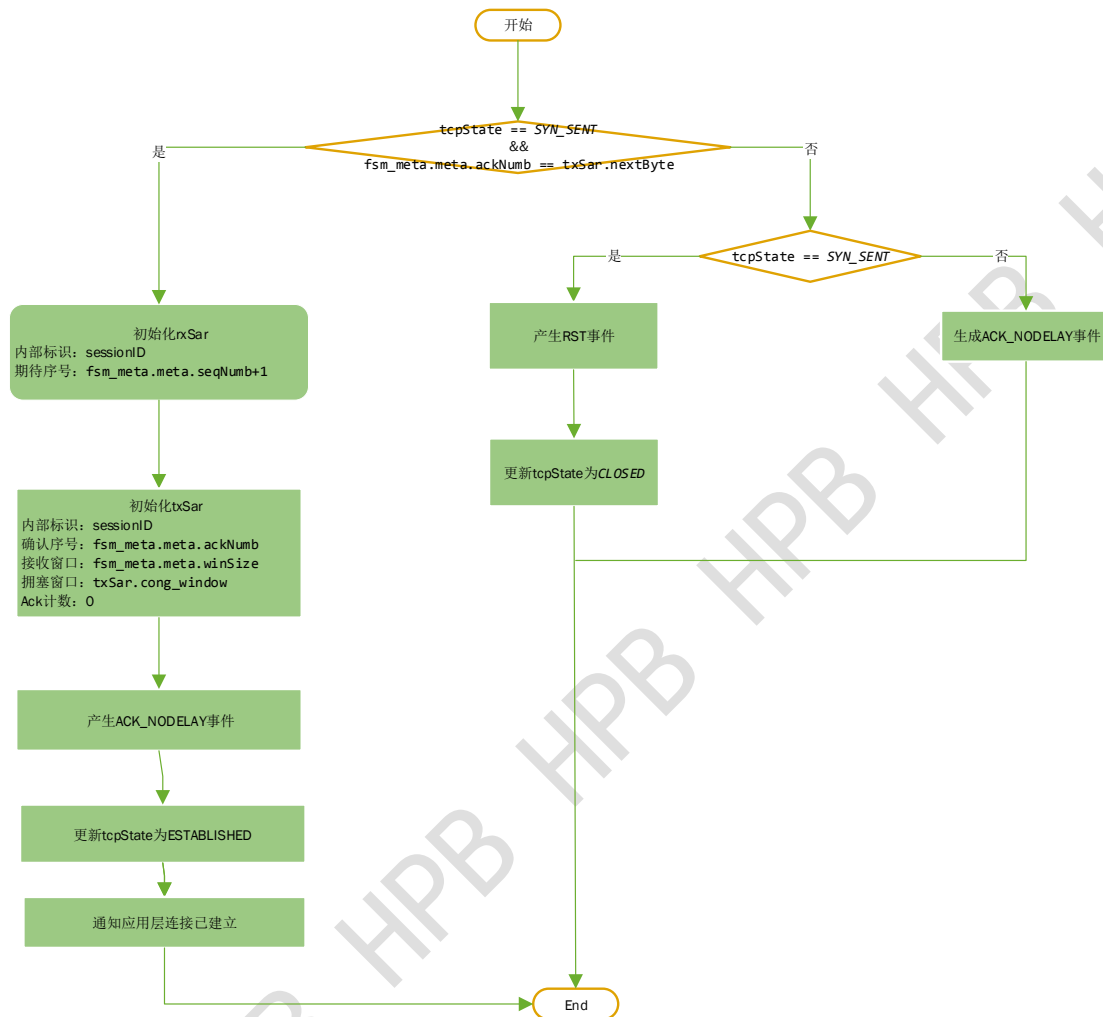 开始
tcpState == SYN_SENT
&&
fsm_meta.meta.ackNumb == txSar.nextByte
是
否
tcpState == SYN_SENT
是
否
初始化rxSar
内部标识：sessionID
期待序号：fsm_meta.meta.seqNumb+1
产生RST事件
生成ACK_NODELAY事件
更新tcpState为CLOSED
初始化txSar
内部标识：sessionID
确认序号：fsm_meta.meta.ackNumb
接收窗口：fsm_meta.meta.winSize
拥塞窗口：txSar.cong_window
Ack计数：0
产生ACK_NODELAY事件
更新tcpState为ESTABLISHED
通知应用层连接已建立
End
HPB HPB HPB HPB HPB